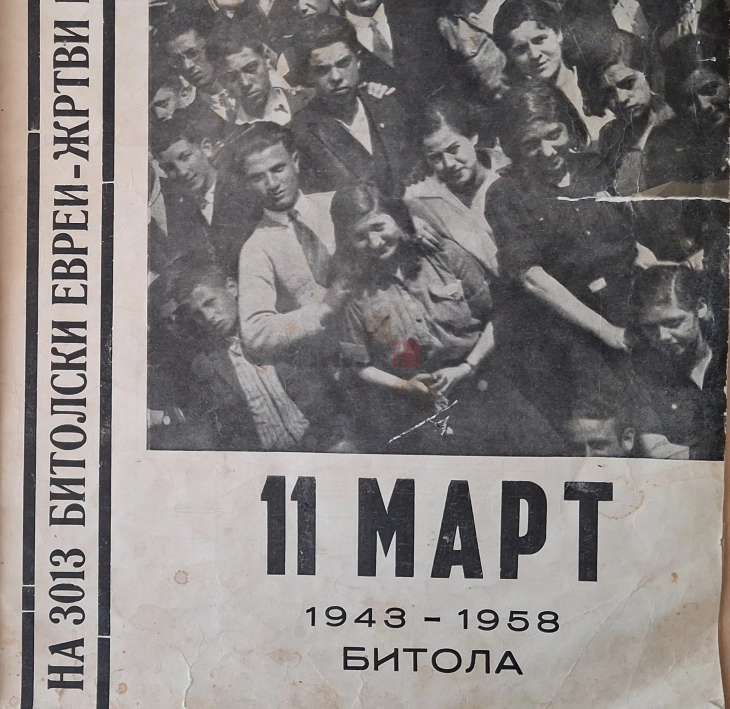 НА 3013 БИТОЛСКИ ЕВРЕИ-ЖРТВИ
11 МАРТ
1943 - 1958
БИТОЛА